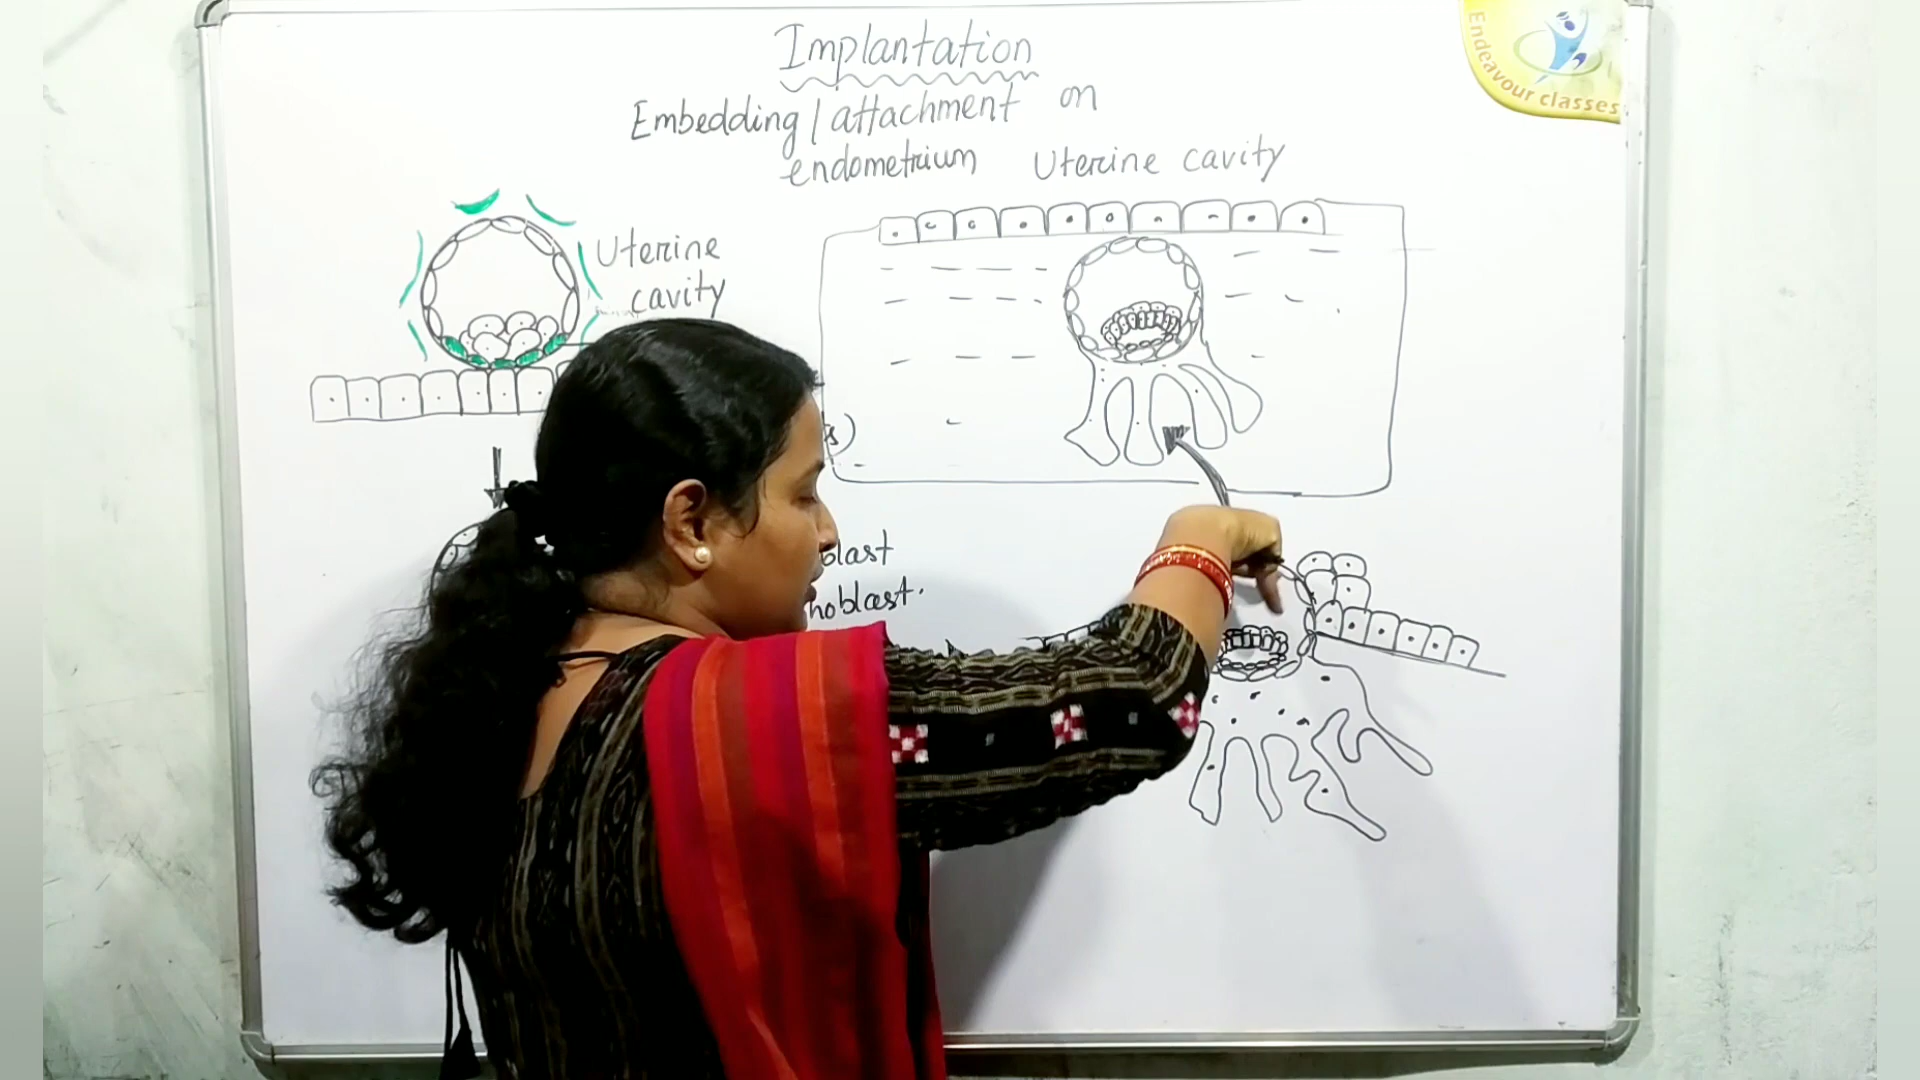 Implantation
Embedding/attachment on
endometrium Uterine cavity
Endeavour classes
Uterine
cavity